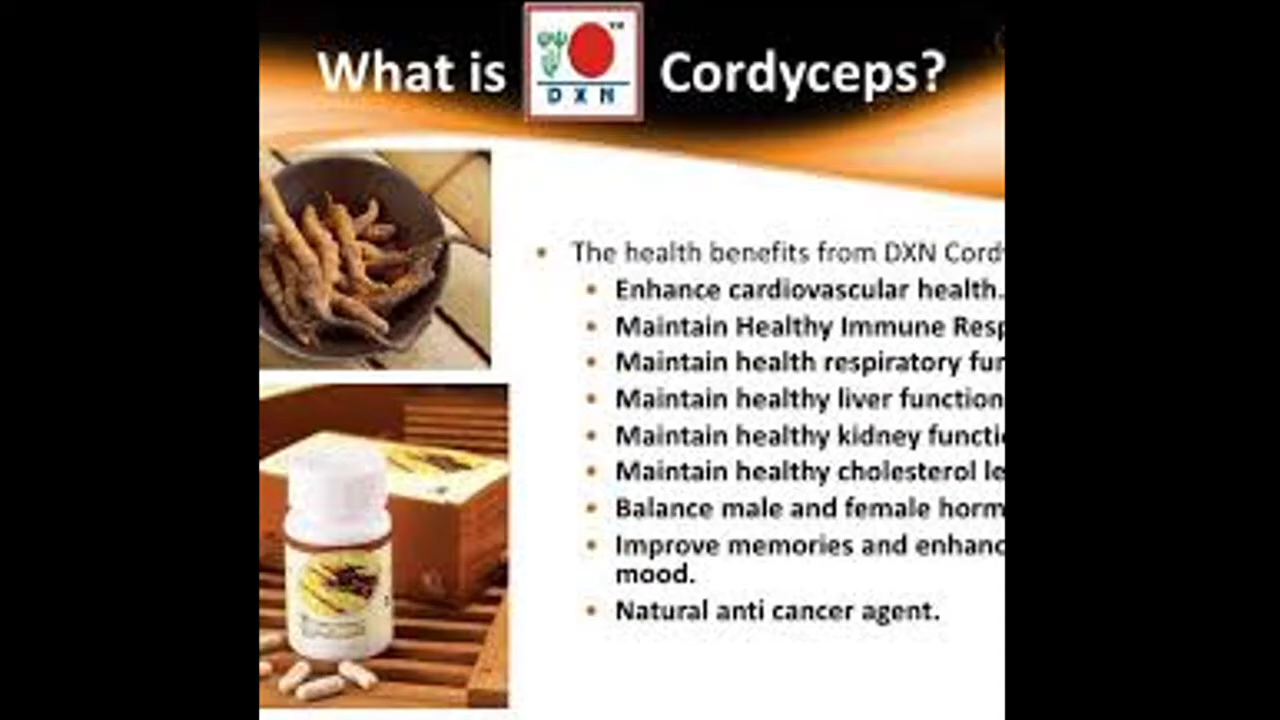 What is DXN Cordyceps?
TM
• The health benefits from DXN Cord
• Enhance cardiovascular health.
• Maintain Healthy Immune Resp
• Maintain health respiratory fun
• Maintain healthy liver function
• Maintain healthy kidney functi
• Maintain healthy cholesterol le
• Balance male and female horm
• Improve memories and enhanc
mood.
• Natural anti cancer agent.